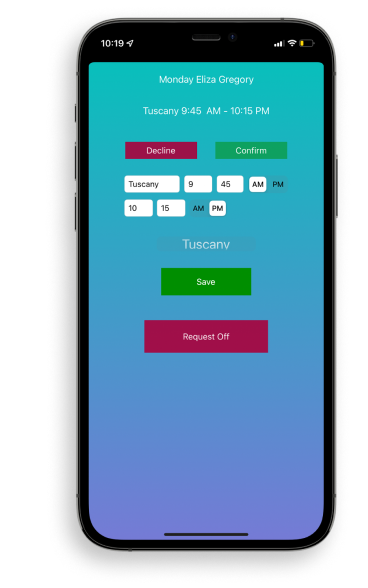 10:19
Monday Eliza Gregory
Tuscany 9:45 AM - 10:15 PM
Decline Confirm
Tuscany 9 45 AM PM
10 15 AM PM
Tuscany
Save
Request Off